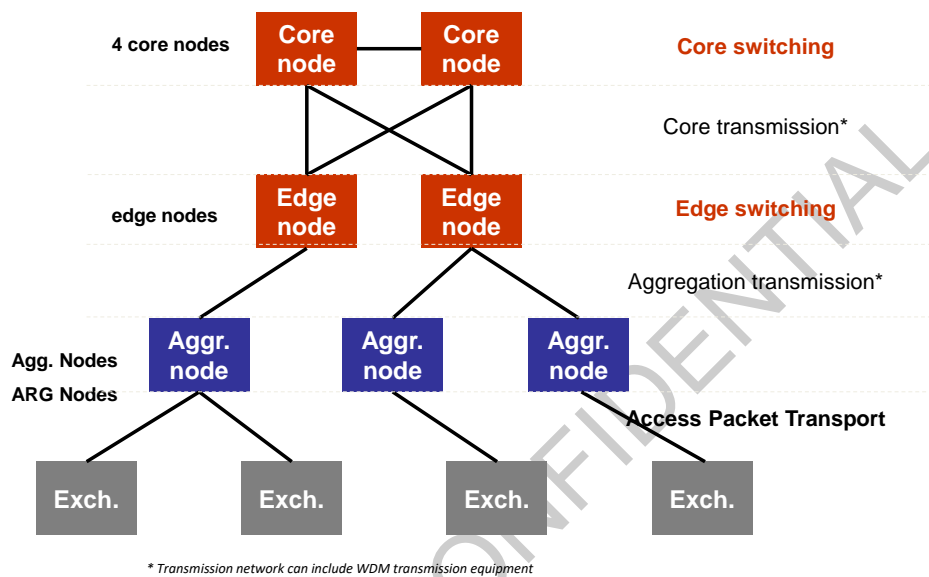 4 core nodes
Core
node
Core
node
Core switching
Core transmission*
edge nodes
Edge
node
Edge
node
Edge switching
Aggregation transmission*
Agg. Nodes
ARG Nodes
Aggr.
node
Aggr.
node
Aggr.
node
Access Packet Transport
Exch.
Exch.
Exch.
Exch.
* Transmission network can include WDM transmission equipment
CONFIDENTIAL